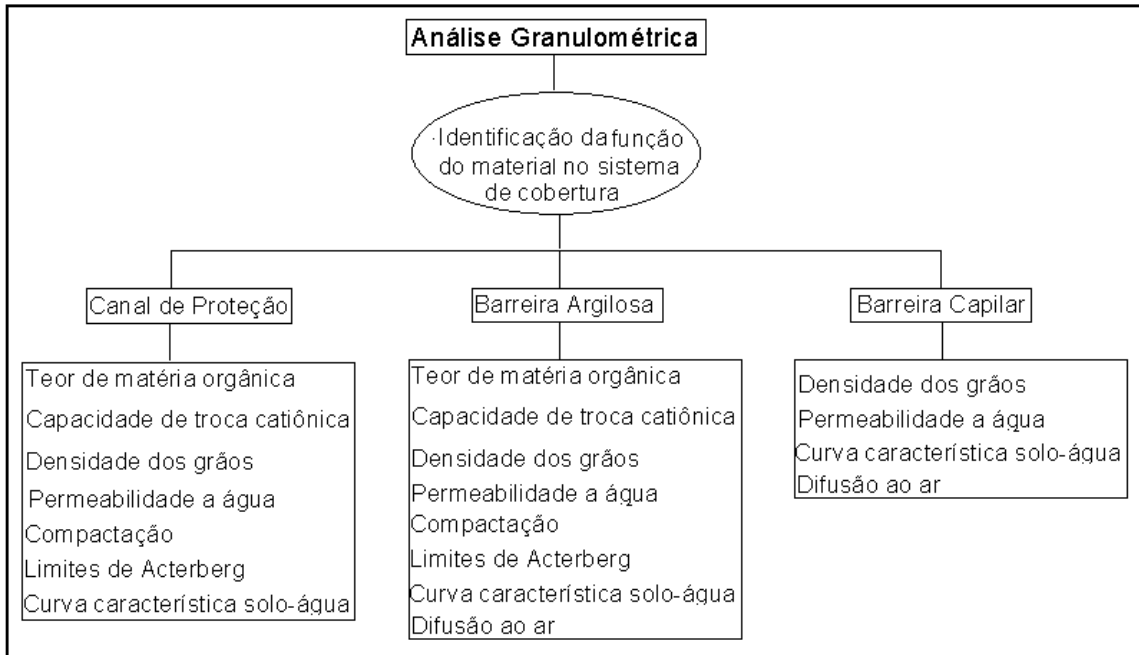 Análise Granulométrica
·Identificação da função
do material no sistema
de cobertura
Canal de Proteção
Barreira Argilosa
Barreira Capilar
Teor de matéria orgânica
Capacidade de troca catiônica
Densidade dos grãos
Permeabilidade a água
Compactação
Limites de Acterberg
Curva característica solo-água
Teor de matéria orgânica
Capacidade de troca catiônica
Densidade dos grãos
Permeabilidade a água
Compactação
Limites de Acterberg
Curva característica solo-água
Difusão ao ar
Densidade dos grãos
Permeabilidade a água
Curva característica solo-água
Difusão ao ar